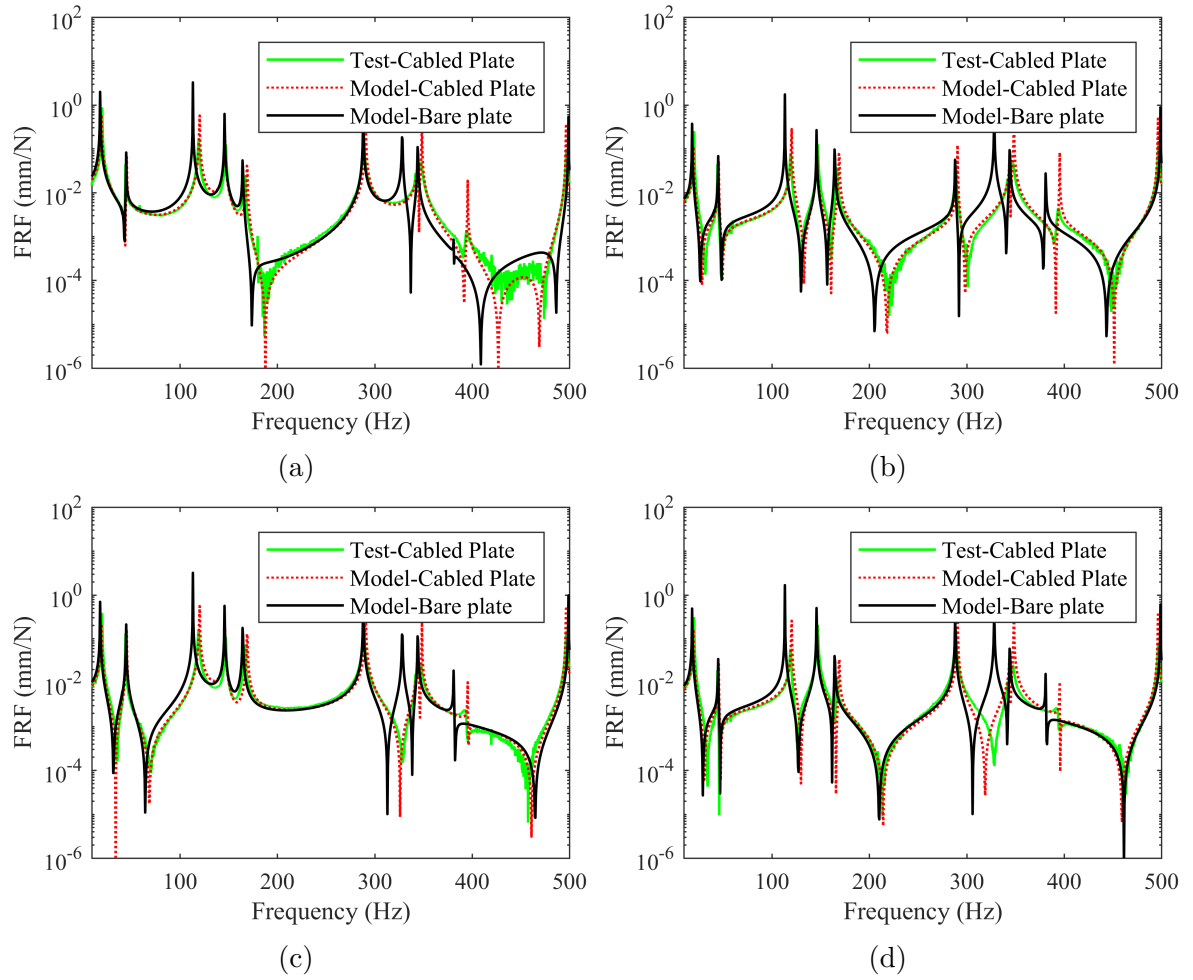 10^2
10^0
10^-2
10^-4
10^-6
FRF (mm/N)
Test-Cabled Plate
Model-Cabled Plate
Model-Bare plate
100 200 300 400 500
Frequency (Hz)
(a)
10^2
10^0
10^-2
10^-4
10^-6
FRF (mm/N)
Test-Cabled Plate
Model-Cabled Plate
Model-Bare plate
100 200 300 400 500
Frequency (Hz)
(b)
10^2
10^0
10^-2
10^-4
10^-6
FRF (mm/N)
Test-Cabled Plate
Model-Cabled Plate
Model-Bare plate
100 200 300 400 500
Frequency (Hz)
(c)
10^2
10^0
10^-2
10^-4
10^-6
FRF (mm/N)
Test-Cabled Plate
Model-Cabled Plate
Model-Bare plate
100 200 300 400 500
Frequency (Hz)
(d)